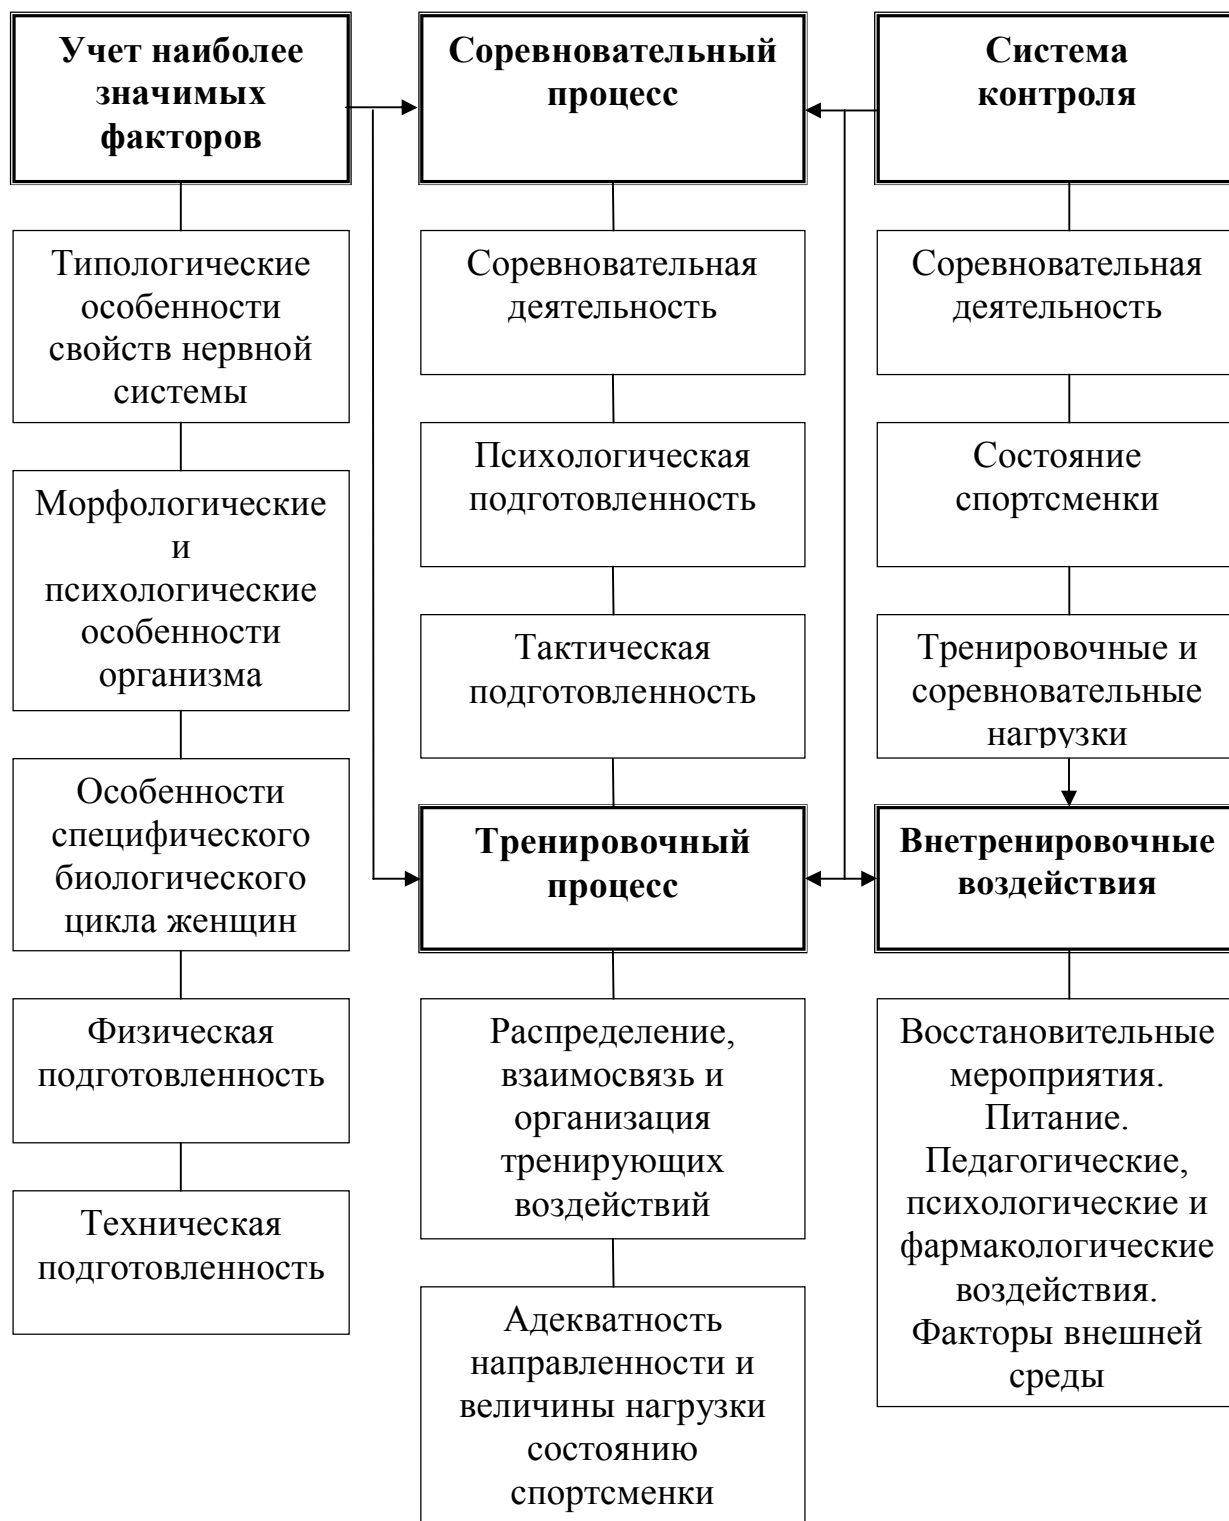 Учет наиболее
значимых
факторов
Типологические
особенности
свойств нервной
системы
Морфологические
и
психологические
особенности
организма
Особенности
специфического
биологического
цикла женщин
Физическая
подготовленность
Техническая
подготовленность
Соревновательный
процесс
Соревновательная
деятельность
Психологическая
подготовленность
Тактическая
подготовленность
Тренировочный
процесс
Распределение,
взаимосвязь и
организация
тренирующих
воздействий
Адекватность
направленности и
величины нагрузки
состоянию
спортсменки
Система
контроля
Соревновательная
деятельность
Состояние
спортсменки
Тренировочные и
соревновательные
нагрузки
Внетренировочные
воздействия
Восстановительные
мероприятия.
Питание.
Педагогические,
психологические и
фармакологические
воздействия.
Факторы внешней
среды